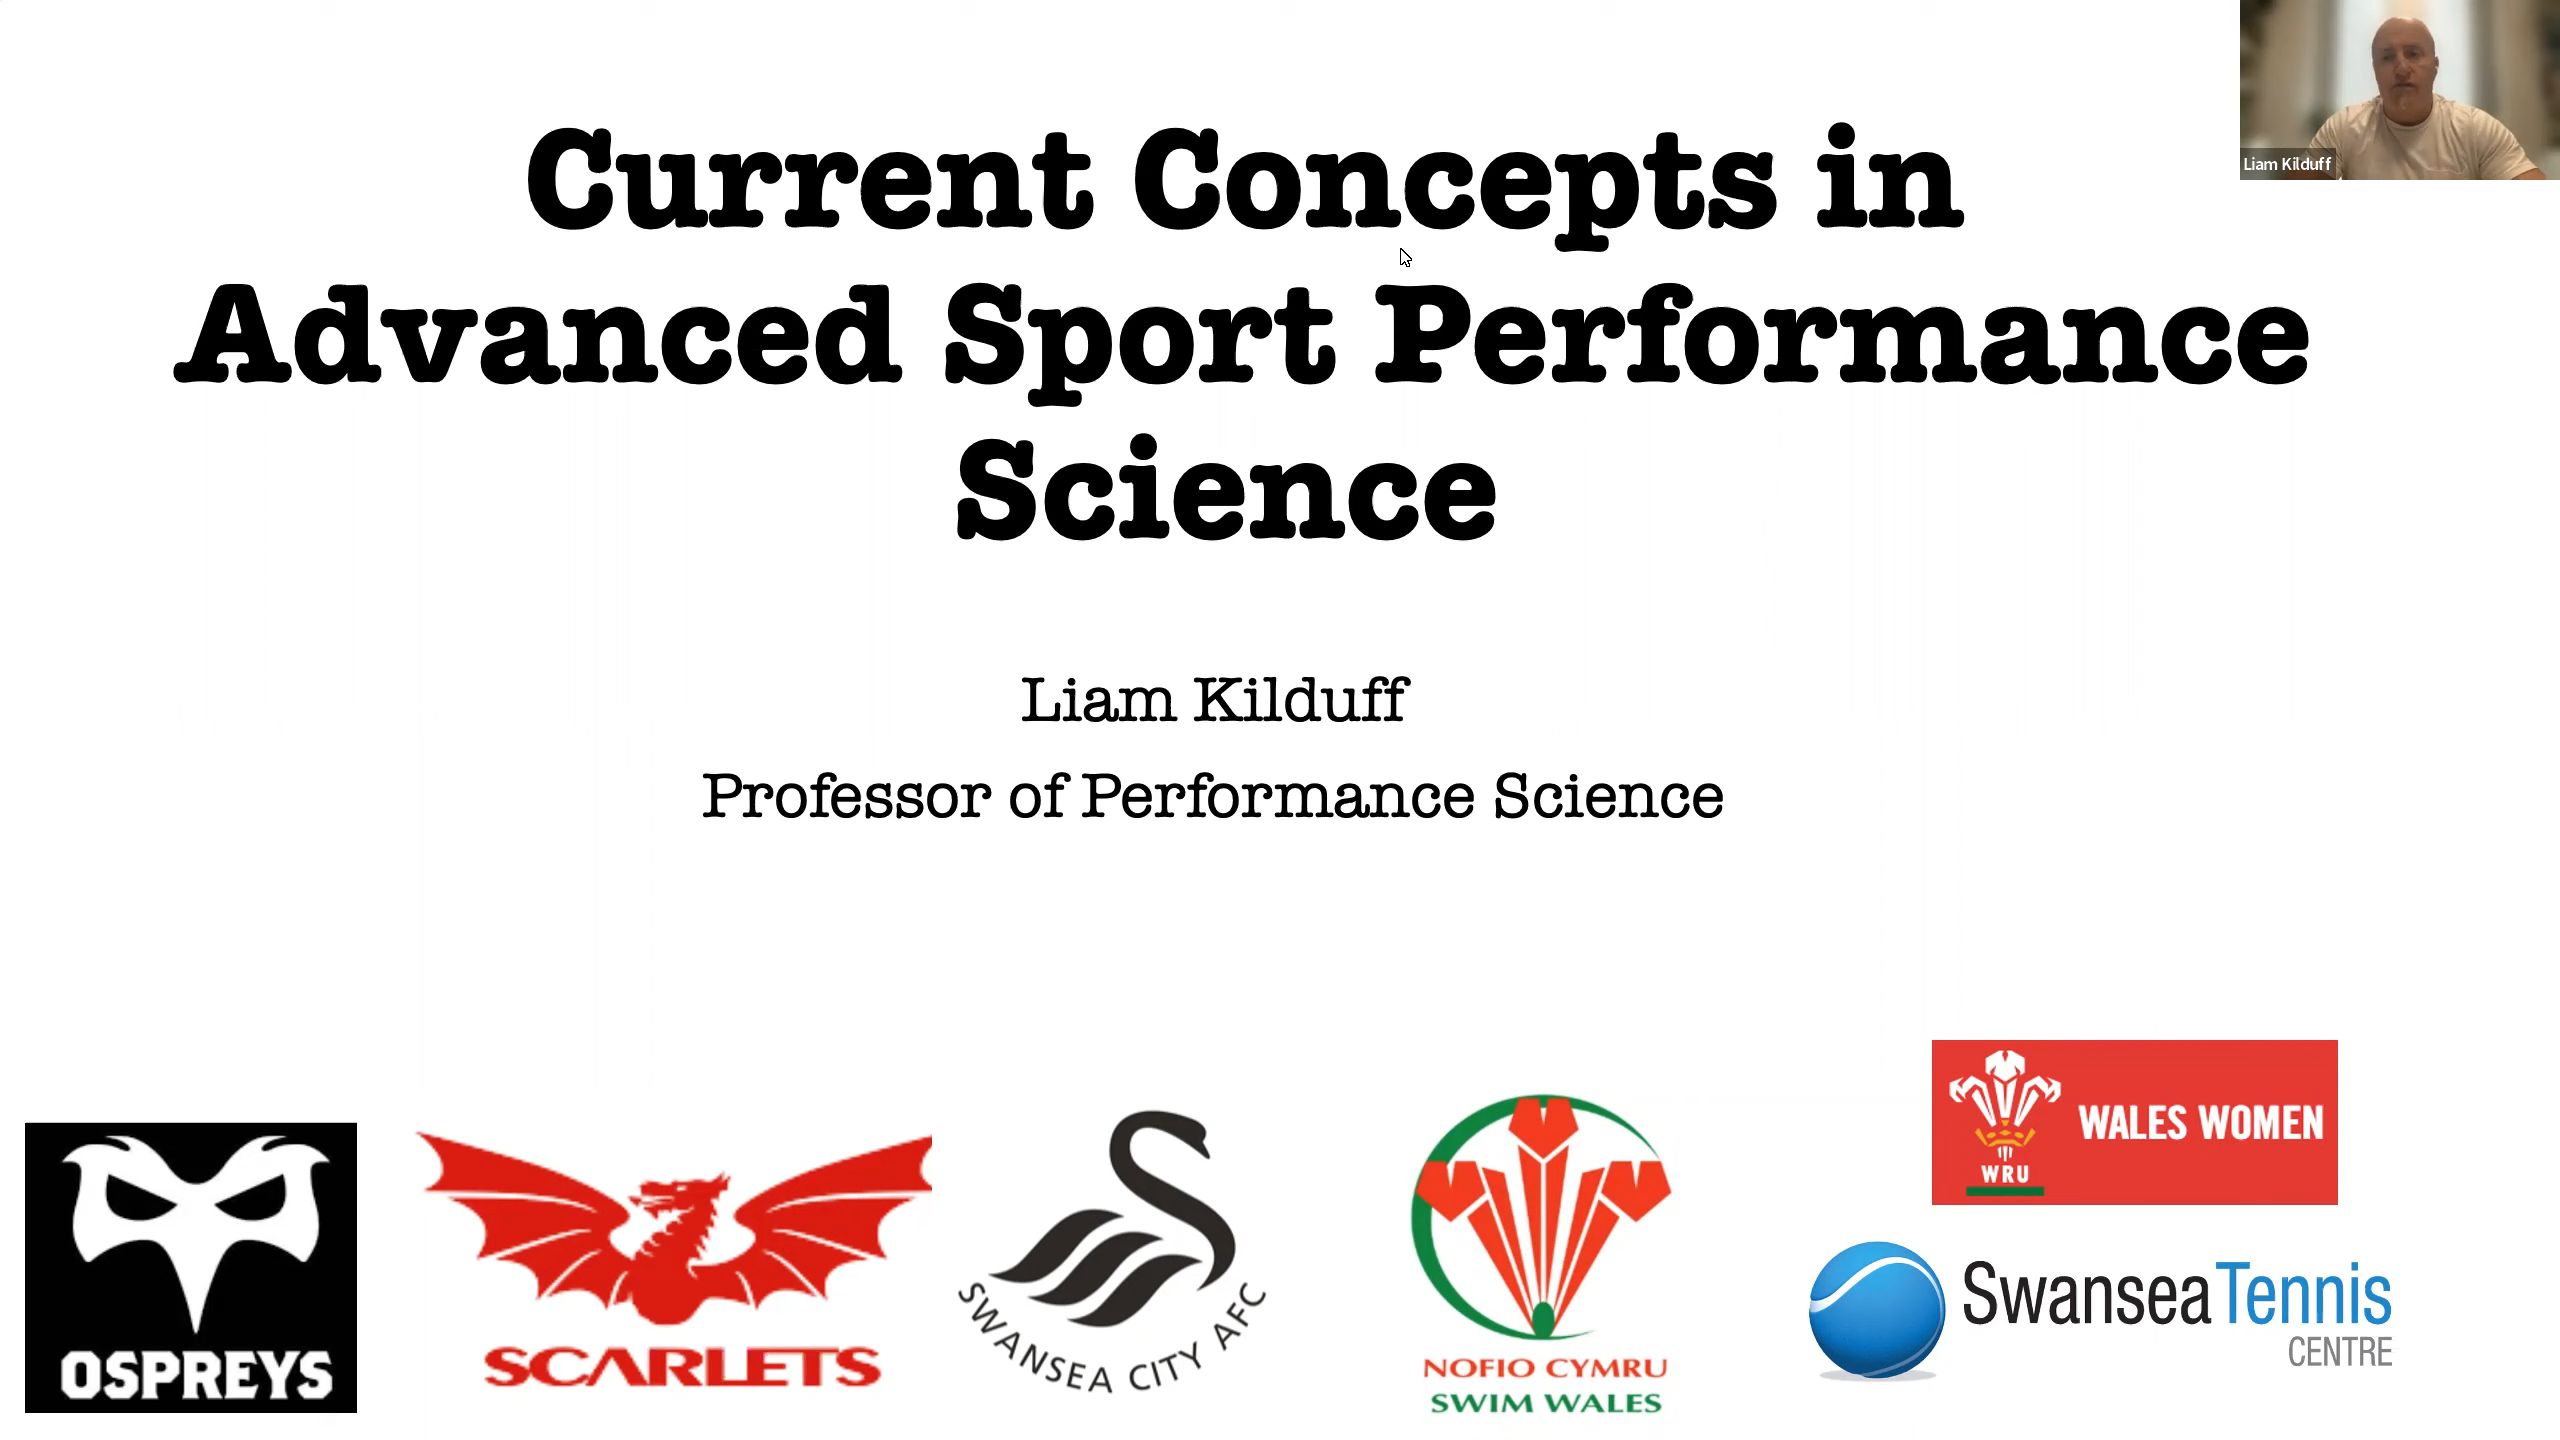 Liam Kilduff
Current Concepts in
Advanced Sport Performance
Science
Liam Kilduff
Professor of Performance Science
OSPREYS
SCARLETS
SWANSEA CITY AFC
NOFIO CYMRU
SWIM WALES
WRU
WALES WOMEN
SwanseaTennis
CENTRE